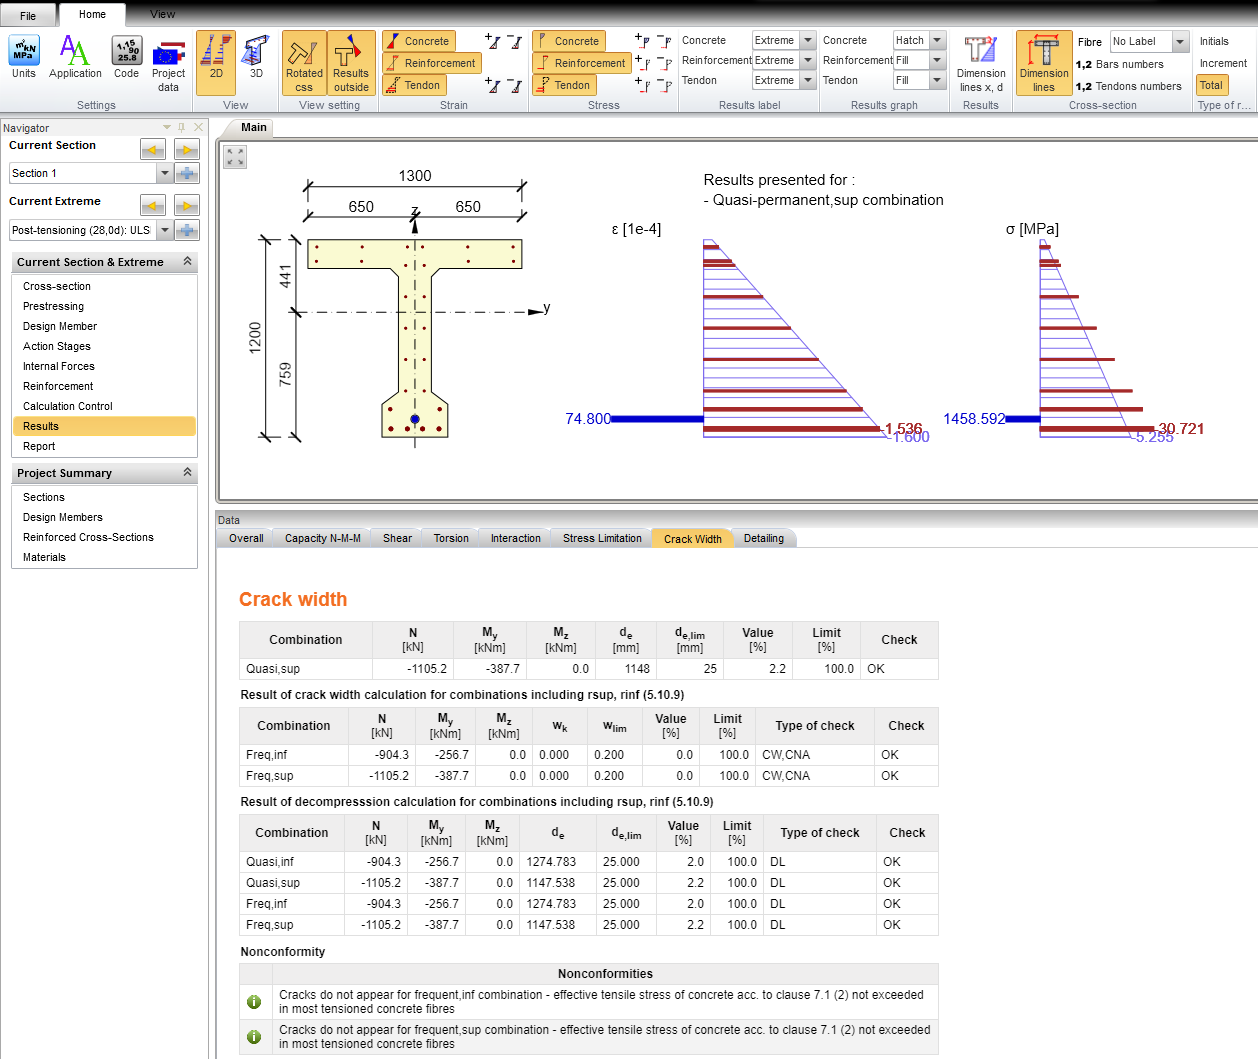 File
Home
View
m²kN
MPa
1,15
90
25.8
Units
Application
Code
Project
data
Settings
2D
3D
View
Rotated
css
Results
outside
View setting
Concrete
Reinforcement
Tendon
Strain
Concrete
Reinforcement
Tendon
Stress
Concrete Extreme
Reinforcement Extreme
Tendon Extreme
Results label
Concrete Hatch
Reinforcement Fill
Tendon Fill
Results graph
Dimension
lines x, d
Results
Dimension
lines
Fibre No Label
1,2 Bars numbers
1,2 Tendons numbers
Cross-section
Initials
Increment
Total
Type of r...
Navigator
Current Section
Section 1
Current Extreme
Post-tensioning (28,0d): ULS
Current Section & Extreme
Cross-section
Prestressing
Design Member
Action Stages
Internal Forces
Reinforcement
Calculation Control
Results
Report
Project Summary
Sections
Design Members
Reinforced Cross-Sections
Materials
Main
1300
650 z 650
441
1200
759
y
Results presented for :
- Quasi-permanent,sup combination
ε [1e-4]
74.800
-1.536
-1.600
σ [MPa]
1458.592
-30.721
-5.255
Data
Overall Capacity N-M-M Shear Torsion Interaction Stress Limitation Crack Width Detailing
Crack width
Combination N [kN] My [kNm] Mz [kNm] de [mm] de,lim [mm] Value [%] Limit [%] Check
Quasi,sup -1105.2 -387.7 0.0 1148 25 2.2 100.0 OK
Result of crack width calculation for combinations including rsup, rinf (5.10.9)
Combination N [kN] My [kNm] Mz [kNm] wk wlim Value [%] Limit [%] Type of check Check
Freq,inf -904.3 -256.7 0.0 0.000 0.200 0.0 100.0 CW,CNA OK
Freq,sup -1105.2 -387.7 0.0 0.000 0.200 0.0 100.0 CW,CNA OK
Result of decompresssion calculation for combinations including rsup, rinf (5.10.9)
Combination N [kN] My [kNm] Mz [kNm] de de,lim Value [%] Limit [%] Type of check Check
Quasi,inf -904.3 -256.7 0.0 1274.783 25.000 2.0 100.0 DL OK
Quasi,sup -1105.2 -387.7 0.0 1147.538 25.000 2.2 100.0 DL OK
Freq,inf -904.3 -256.7 0.0 1274.783 25.000 2.0 100.0 DL OK
Freq,sup -1105.2 -387.7 0.0 1147.538 25.000 2.2 100.0 DL OK
Nonconformity
Nonconformities
Cracks do not appear for frequent,inf combination - effective tensile stress of concrete acc. to clause 7.1 (2) not exceeded
in most tensioned concrete fibres
Cracks do not appear for frequent,sup combination - effective tensile stress of concrete acc. to clause 7.1 (2) not exceeded
in most tensioned concrete fibres